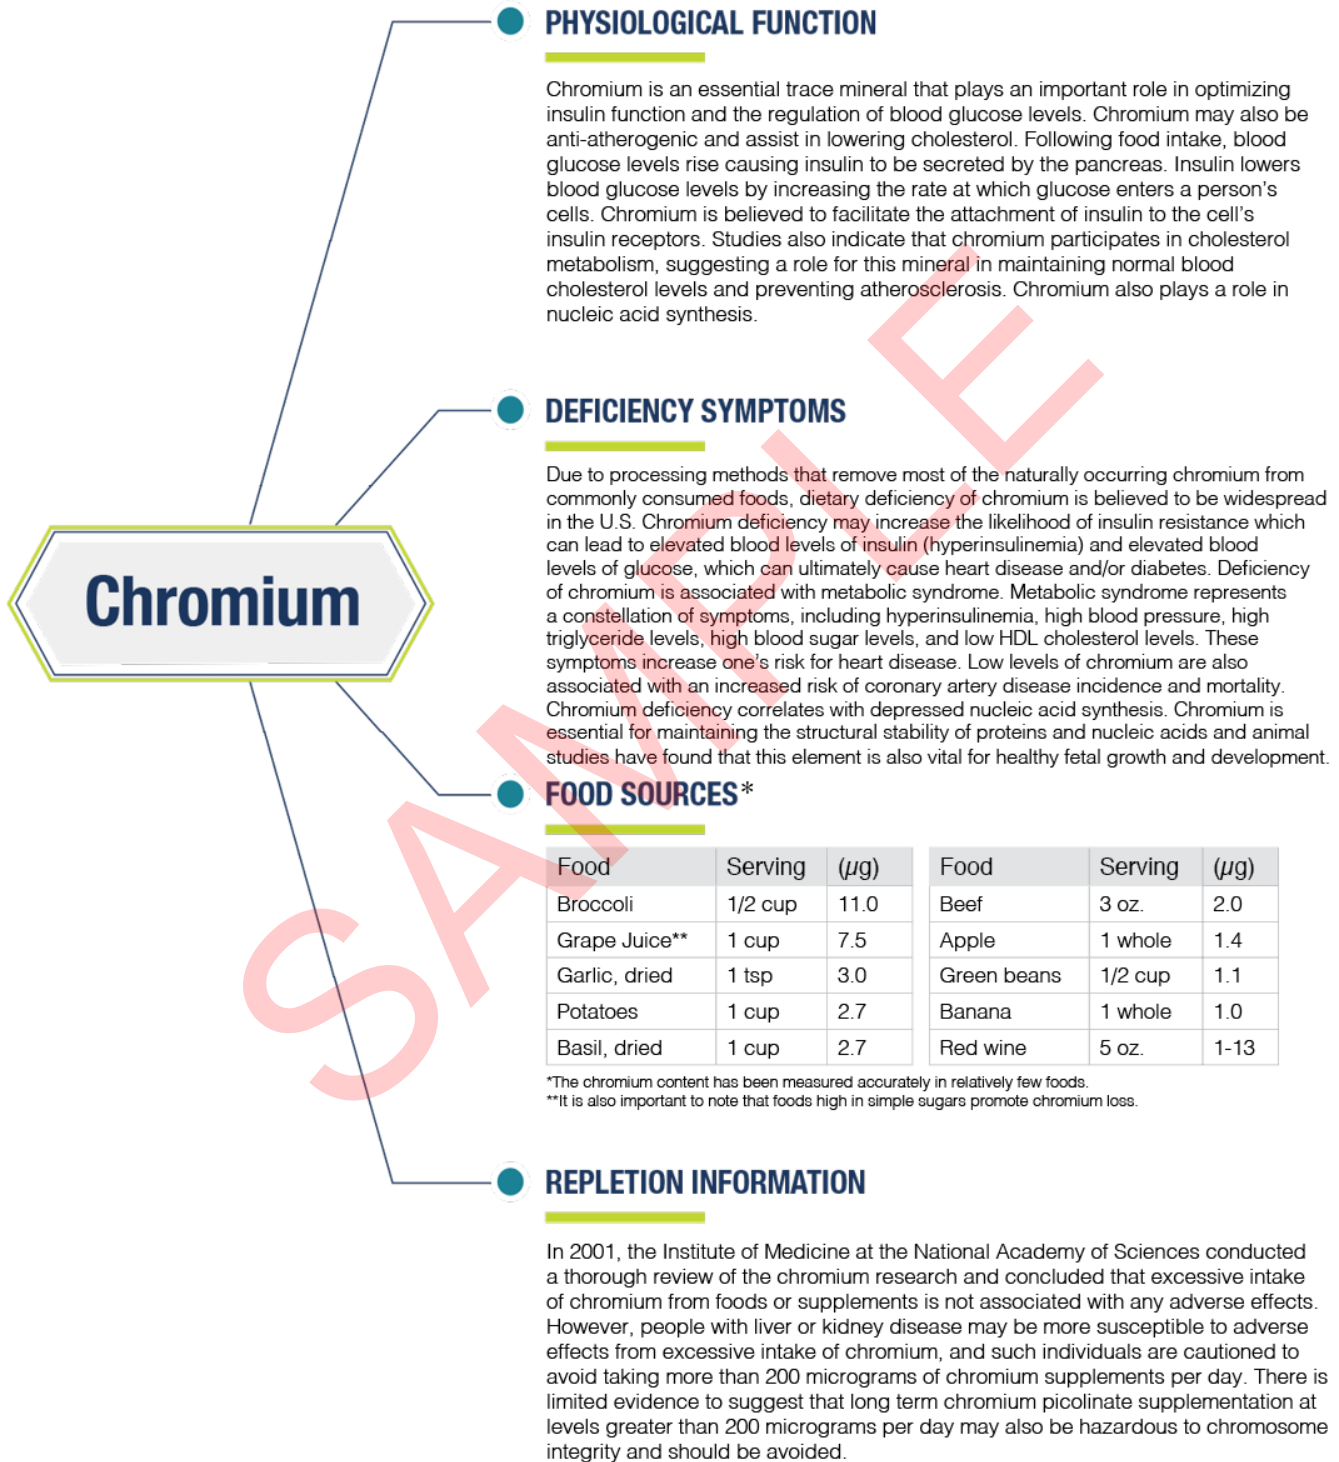 PHYSIOLOGICAL FUNCTION
Chromium is an essential trace mineral that plays an important role in optimizing
insulin function and the regulation of blood glucose levels. Chromium may also be
anti-atherogenic and assist in lowering cholesterol. Following food intake, blood
glucose levels rise causing insulin to be secreted by the pancreas. Insulin lowers
blood glucose levels by increasing the rate at which glucose enters a person's
cells. Chromium is believed to facilitate the attachment of insulin to the cell's
insulin receptors. Studies also indicate that chromium participates in cholesterol
metabolism, suggesting a role for this mineral in maintaining normal blood
cholesterol levels and preventing atherosclerosis. Chromium also plays a role in
nucleic acid synthesis.
DEFICIENCY SYMPTOMS
Due to processing methods that remove most of the naturally occurring chromium from
commonly consumed foods, dietary deficiency of chromium is believed to be widespread
in the U.S. Chromium deficiency may increase the likelihood of insulin resistance which
can lead to elevated blood levels of insulin (hyperinsulinemia) and elevated blood
levels of glucose, which can ultimately cause heart disease and/or diabetes. Deficiency
of chromium is associated with metabolic syndrome. Metabolic syndrome represents
a constellation of symptoms, including hyperinsulinemia, high blood pressure, high
triglyceride levels, high blood sugar levels, and low HDL cholesterol levels. These
symptoms increase one's risk for heart disease. Low levels of chromium are also
associated with an increased risk of coronary artery disease incidence and mortality.
Chromium deficiency correlates with depressed nucleic acid synthesis. Chromium is
essential for maintaining the structural stability of proteins and nucleic acids and animal
studies have found that this element is also vital for healthy fetal growth and development.
Chromium
FOOD SOURCES*
Food Serving (μg) Food Serving (μg)
Broccoli 1/2 cup 11.0 Beef 3 oz. 2.0
Grape Juice** 1 cup 7.5 Apple 1 whole 1.4
Garlic, dried 1 tsp 3.0 Green beans 1/2 cup 1.1
Potatoes 1 cup 2.7 Banana 1 whole 1.0
Basil, dried 1 cup 2.7 Red wine 5 oz. 1-13
*The chromium content has been measured accurately in relatively few foods.
**It is also important to note that foods high in simple sugars promote chromium loss.
REPLETION INFORMATION
In 2001, the Institute of Medicine at the National Academy of Sciences conducted
a thorough review of the chromium research and concluded that excessive intake
of chromium from foods or supplements is not associated with any adverse effects.
However, people with liver or kidney disease may be more susceptible to adverse
effects from excessive intake of chromium, and such individuals are cautioned to
avoid taking more than 200 micrograms of chromium supplements per day. There is
limited evidence to suggest that long term chromium picolinate supplementation at
levels greater than 200 micrograms per day may also be hazardous to chromosome
integrity and should be avoided.
SAMPLE